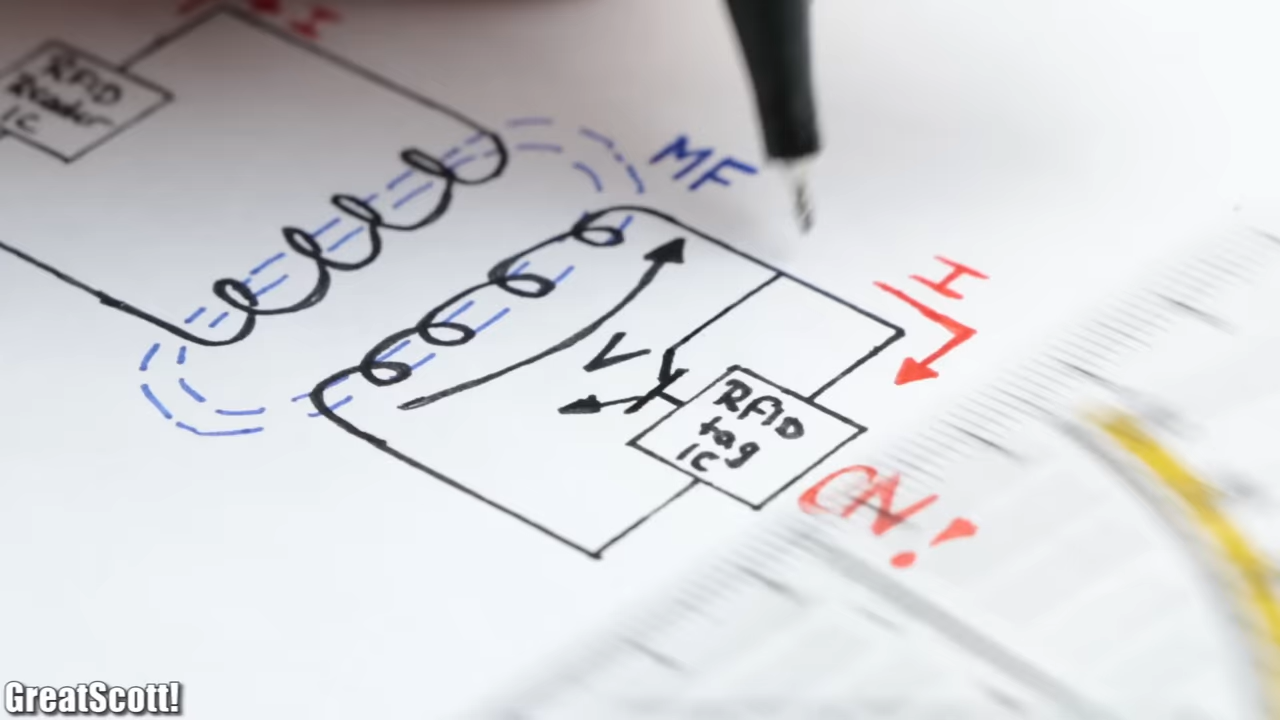 I
RFID
Reader
IC
MF
I
V
RFID
tag
IC
ON!
GreatScott!